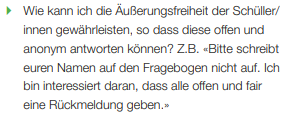 Wie kann ich die Äußerungsfreiheit der Schüller/
innen gewährleisten, so dass diese offen und
anonym antworten können? Z.B. «Bitte schreibt
euren Namen auf den Fragebogen nicht auf. Ich
bin interessiert daran, dass alle offen und fair
eine Rückmeldung geben.»